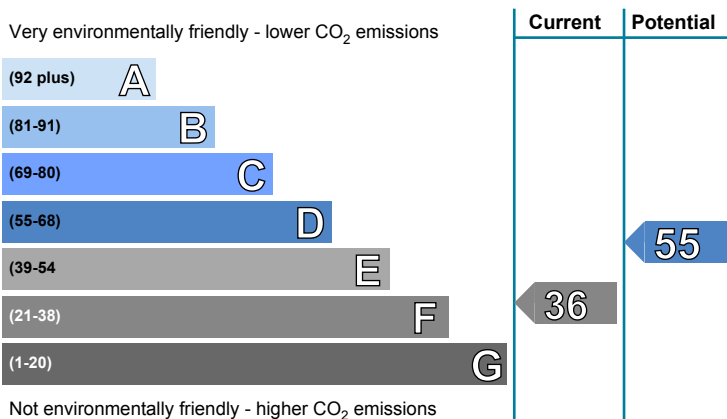 Very environmentally friendly - lower CO2 emissions
Current Potential
(92 plus) A
(81-91) B
(69-80) C
(55-68) D
55
(39-54 E
(21-38) F
36
(1-20) G
Not environmentally friendly - higher CO2 emissions